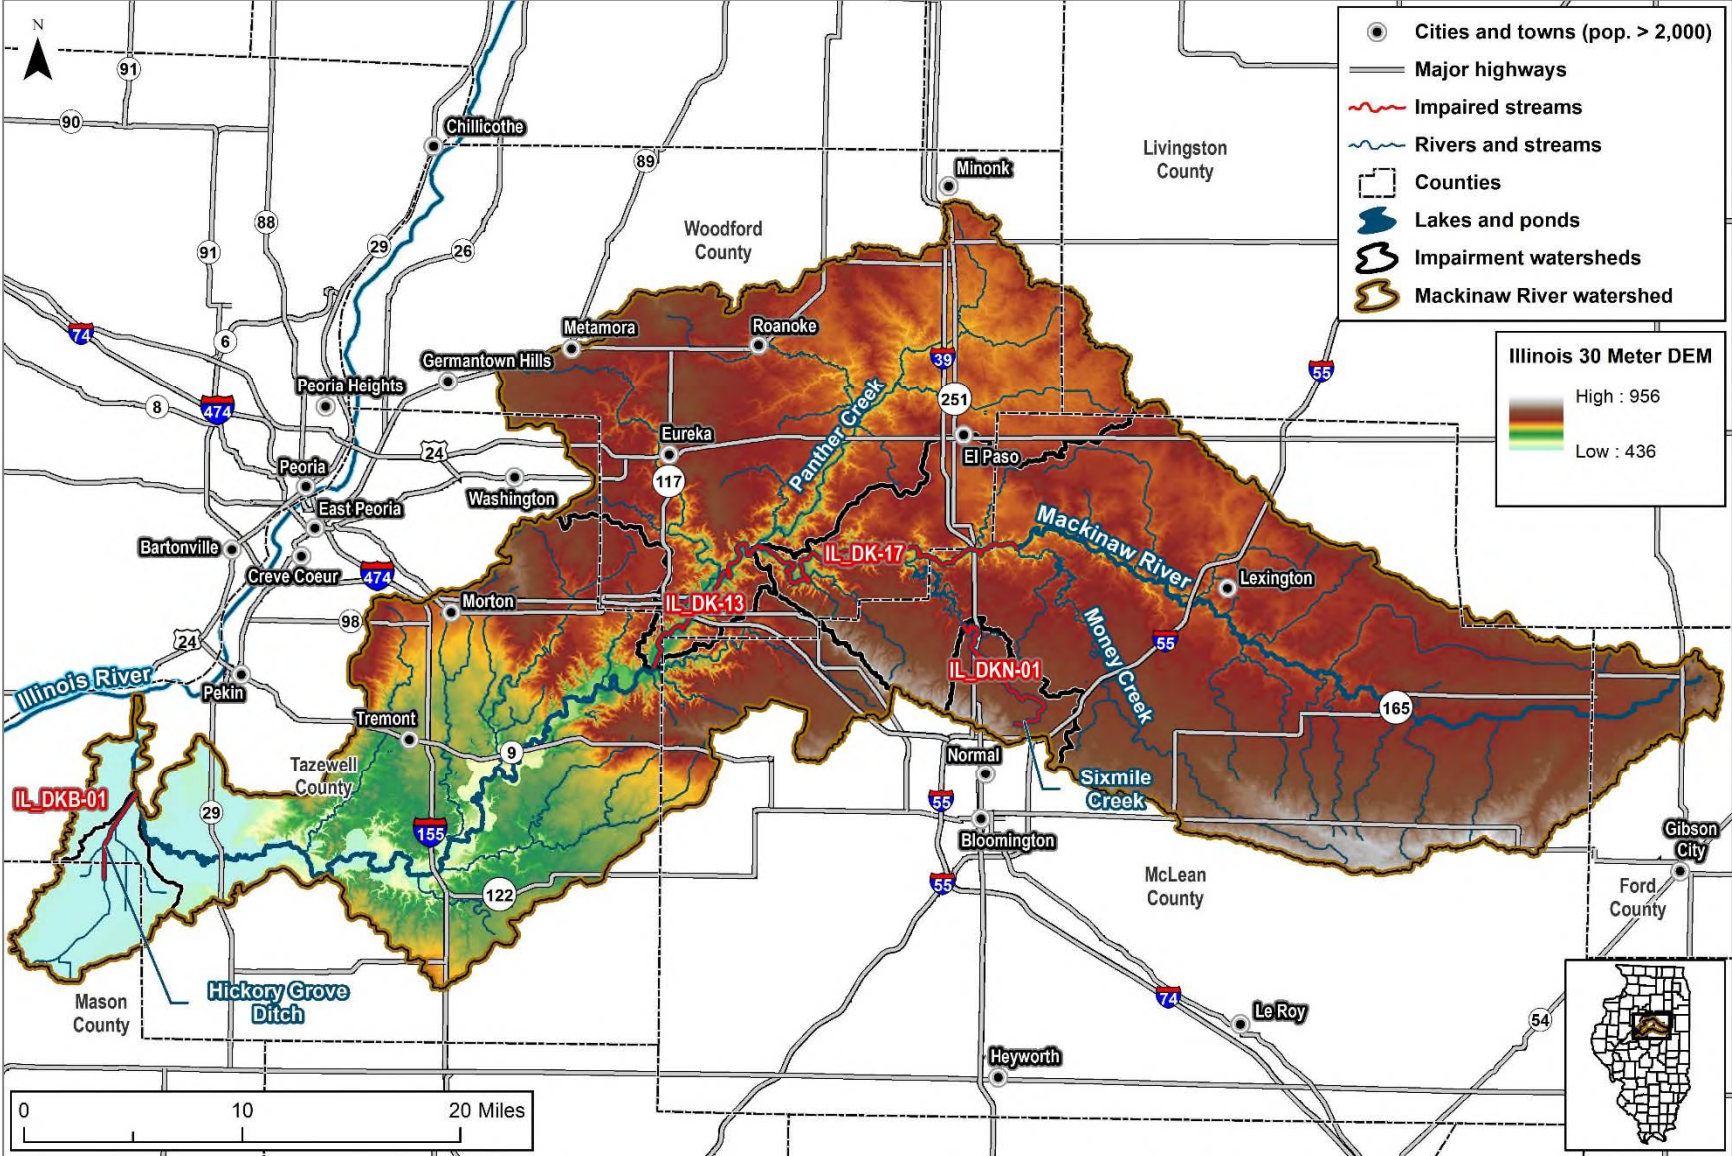 N
Cities and towns (pop. > 2,000)
Major highways
Impaired streams
Rivers and streams
Counties
Lakes and ponds
Impairment watersheds
Mackinaw River watershed
Illinois 30 Meter DEM
High : 956
Low : 436
91
90
Chillicothe
89
Livingston
County
Minonk
88
Woodford
County
29
26
91
74
6
Metamora
Roanoke
Germantown Hills
39
55
Peoria Heights
8
474
251
Panther Creek
Eureka
24
El Paso
Peoria
117
Washington
East Peoria
Mackinaw River
Bartonville
IL_DK-17
Creve Coeur
474
Lexington
Morton
IL_DK-13
98
Money Creek
24
55
IL_DKN-01
Illinois River
Pekin
165
Tremont
9
Normal
Tazewell
County
Sixmile
Creek
IL_DKB-01
55
29
155
Bloomington
Gibson
City
55
McLean
County
122
Ford
County
Hickory Grove
Ditch
Mason
County
74
Le Roy
54
Heyworth
0
10
20 Miles